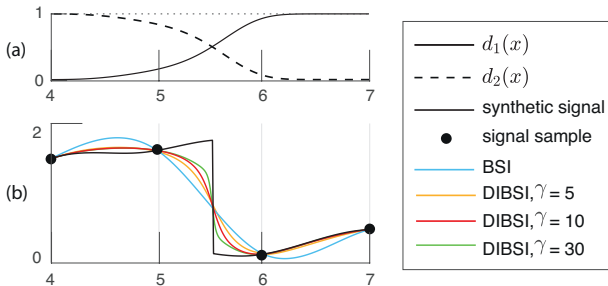 1
(a)
0
4 5 6 7
2
(b)
0
4 5 6 7
d₁(x)
d₂(x)
synthetic signal
signal sample
BSI
DIBSI,γ = 5
DIBSI,γ = 10
DIBSI,γ = 30